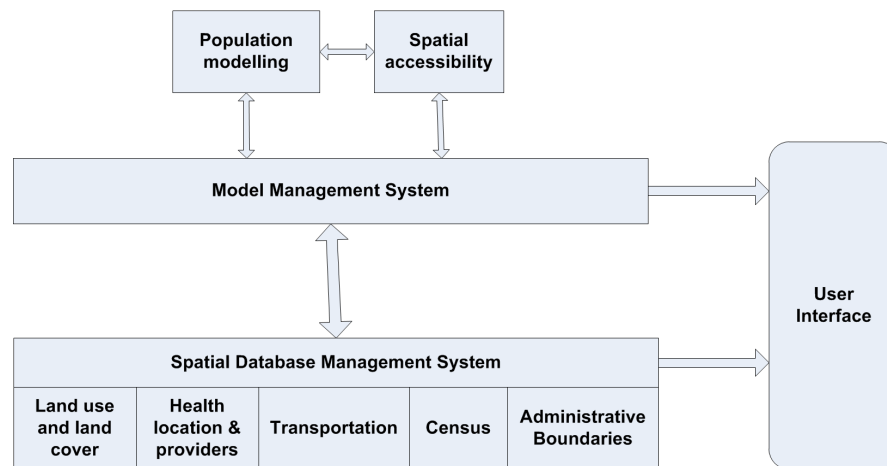 Population
modelling
Spatial
accessibility
Model Management System
User
Interface
Spatial Database Management System
Land use
and land
cover
Health
location &
providers
Transportation
Census
Administrative
Boundaries